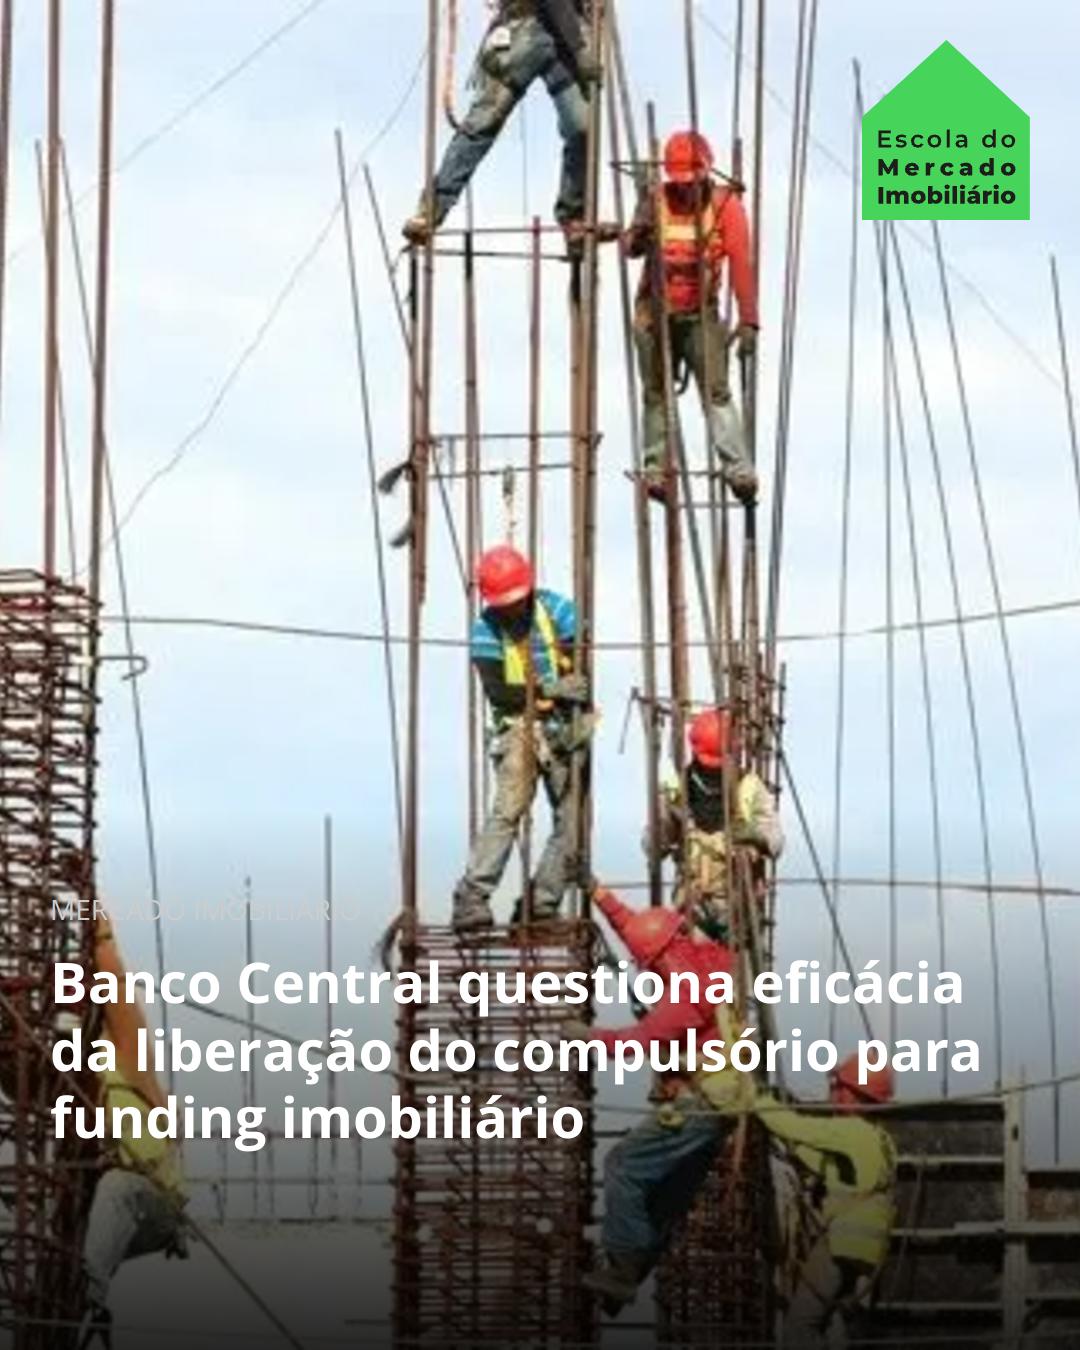 Escola do
Mercado
Imobiliário
MERCADO IMOBILIÁRIO
Banco Central questiona eficácia
da liberação do compulsório para
funding imobiliário